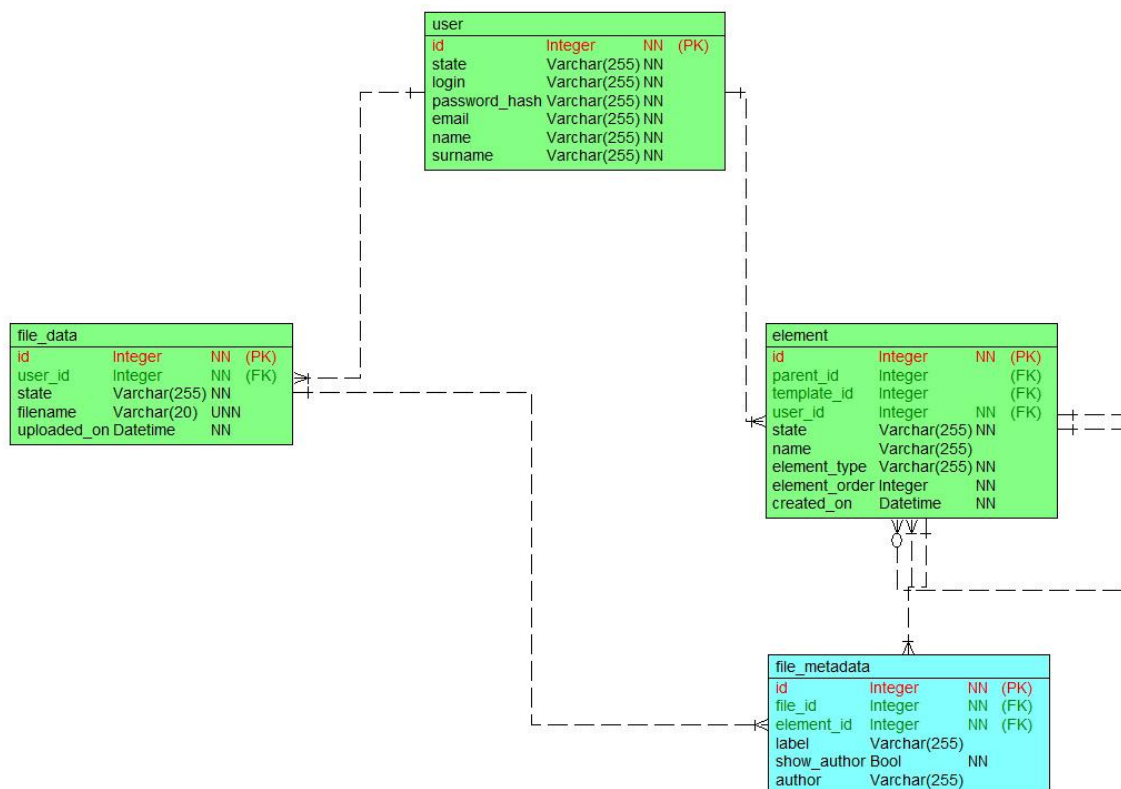 user
id Integer NN (PK)
state Varchar(255) NN
login Varchar(255) NN
password_hash Varchar(255) NN
email Varchar(255) NN
name Varchar(255) NN
surname Varchar(255) NN
file_data
id Integer NN (PK)
user_id Integer NN (FK)
state Varchar(255) NN
filename Varchar(20) UNN
uploaded_on Datetime NN
element
id Integer NN (PK)
parent_id Integer (FK)
template_id Integer (FK)
user_id Integer NN (FK)
state Varchar(255) NN
name Varchar(255)
element_type Varchar(255) NN
element_order Integer NN
created_on Datetime NN
file_metadata
id Integer NN (PK)
file_id Integer NN (FK)
element_id Integer NN (FK)
label Varchar(255)
show_author Bool NN
author Varchar(255)